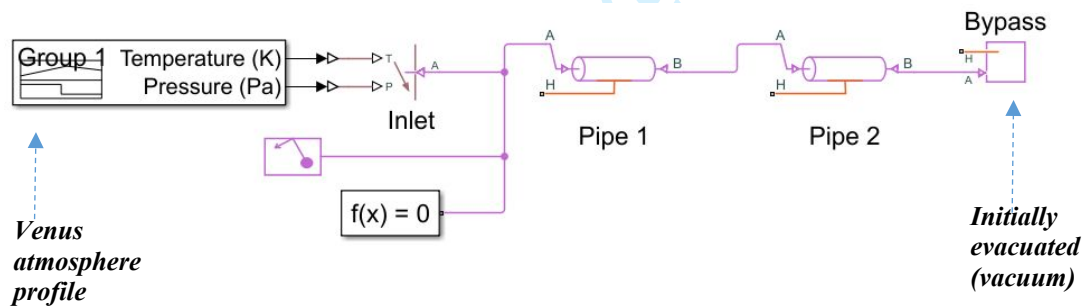 Group 1
Temperature (K)
Pressure (Pa)
T
P
A
Inlet
f(x) = 0
A
B
H
Pipe 1
A
B
H
Pipe 2
Bypass
H
A
Venus
atmosphere
profile
Initially
evacuated
(vacuum)